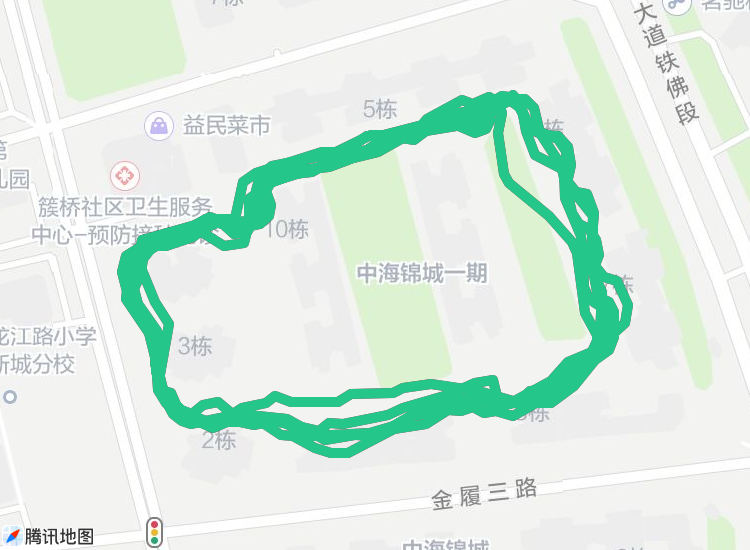 7栋
大道铁佛段
5栋
益民菜市
簇桥社区卫生服务
中心-预防接
10栋
中海锦城一期
栋
龙江路小学
新城分校
3栋
2栋
栋
金履三路
腾讯地图
中海锦城